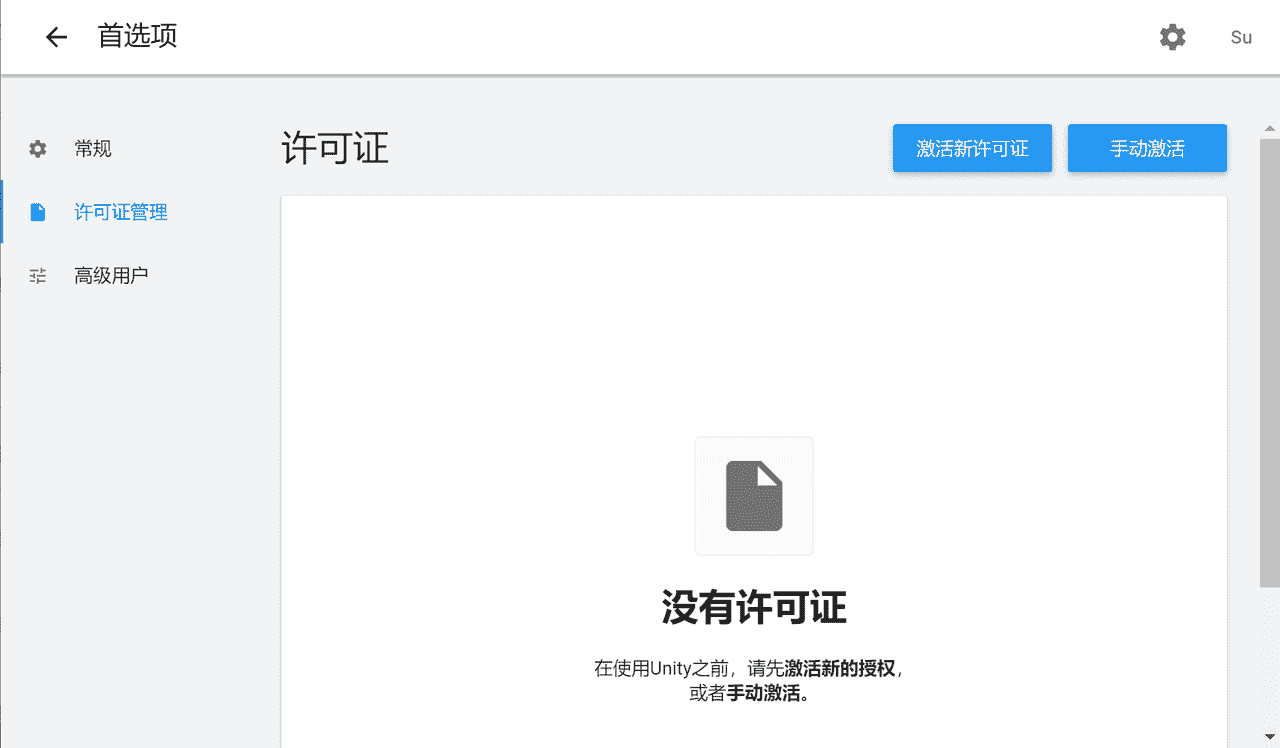 首选项
Su
常规
许可证管理
高级用户
许可证
激活新许可证
手动激活
没有许可证
在使用Unity之前，请先激活新的授权，
或者手动激活。